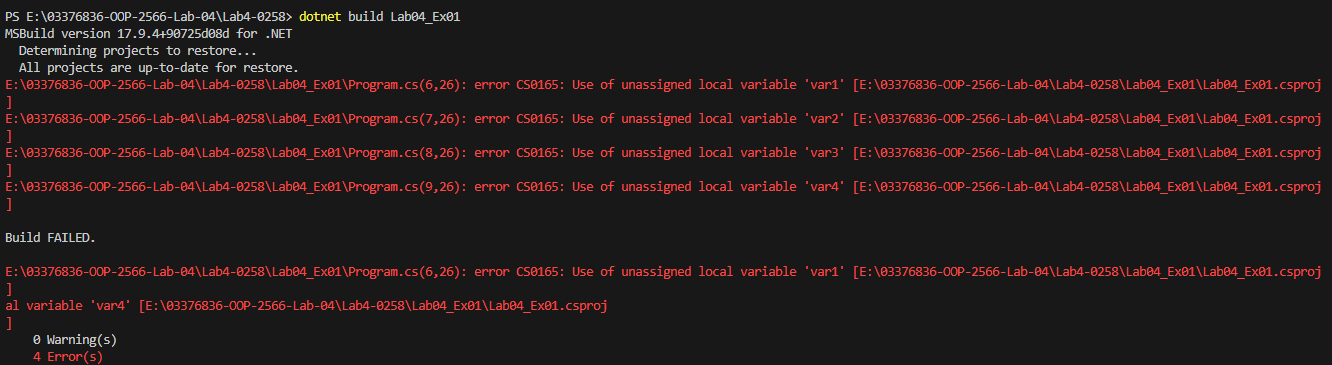 PS E:\03376836-OOP-2566-Lab-04\Lab4-0258> dotnet build Lab04_Ex01
MSBuild version 17.9.4+90725d08d for .NET
  Determining projects to restore...
  All projects are up-to-date for restore.
E:\03376836-OOP-2566-Lab-04\Lab4-0258\Lab04_Ex01\Program.cs(6,26): error CS0165: Use of unassigned local variable 'var1' [E:\03376836-OOP-2566-Lab-04\Lab4-0258\Lab04_Ex01\Lab04_Ex01.csproj
]
E:\03376836-OOP-2566-Lab-04\Lab4-0258\Lab04_Ex01\Program.cs(7,26): error CS0165: Use of unassigned local variable 'var2' [E:\03376836-OOP-2566-Lab-04\Lab4-0258\Lab04_Ex01\Lab04_Ex01.csproj
]
E:\03376836-OOP-2566-Lab-04\Lab4-0258\Lab04_Ex01\Program.cs(8,26): error CS0165: Use of unassigned local variable 'var3' [E:\03376836-OOP-2566-Lab-04\Lab4-0258\Lab04_Ex01\Lab04_Ex01.csproj
]
E:\03376836-OOP-2566-Lab-04\Lab4-0258\Lab04_Ex01\Program.cs(9,26): error CS0165: Use of unassigned local variable 'var4' [E:\03376836-OOP-2566-Lab-04\Lab4-0258\Lab04_Ex01\Lab04_Ex01.csproj
]
Build FAILED.
E:\03376836-OOP-2566-Lab-04\Lab4-0258\Lab04_Ex01\Program.cs(6,26): error CS0165: Use of unassigned local variable 'var1' [E:\03376836-OOP-2566-Lab-04\Lab4-0258\Lab04_Ex01\Lab04_Ex01.csproj
]
al variable 'var4' [E:\03376836-OOP-2566-Lab-04\Lab4-0258\Lab04_Ex01\Lab04_Ex01.csproj
]
    0 Warning(s)
    4 Error(s)